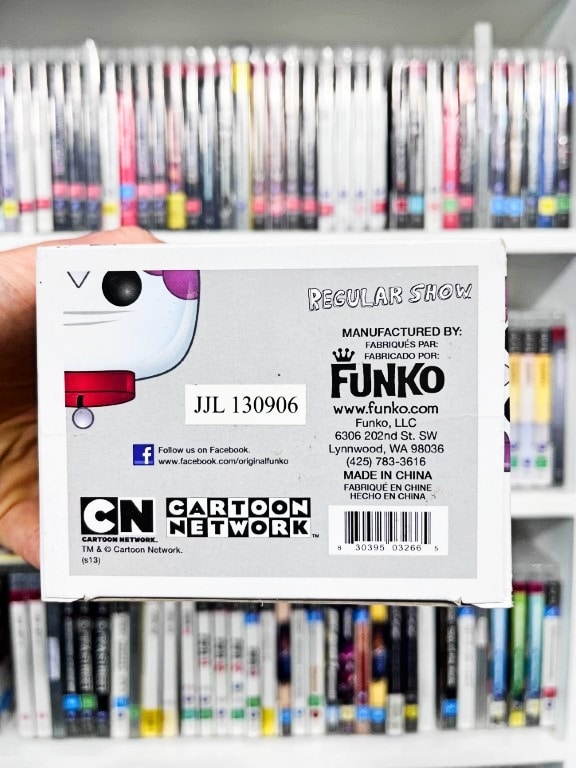 REGULAR SHOW
MANUFACTURED BY:
FABRIQUÉS PAR:
FABRICADO POR:
FUNKO
www.funko.com
Funko, LLC
6306 202nd St. SW
Lynnwood, WA 98036
(425) 783-3616
MADE IN CHINA
FABRIQUÉ EN CHINE
HECHO EN CHINA
JJL 130906
f Follow us on Facebook.
www.facebook.com/originalfunko
CN CARTOON NETWORK™
CARTOON NETWORK.
TM & © Cartoon Network.
(s13)
8 30395 03266 5